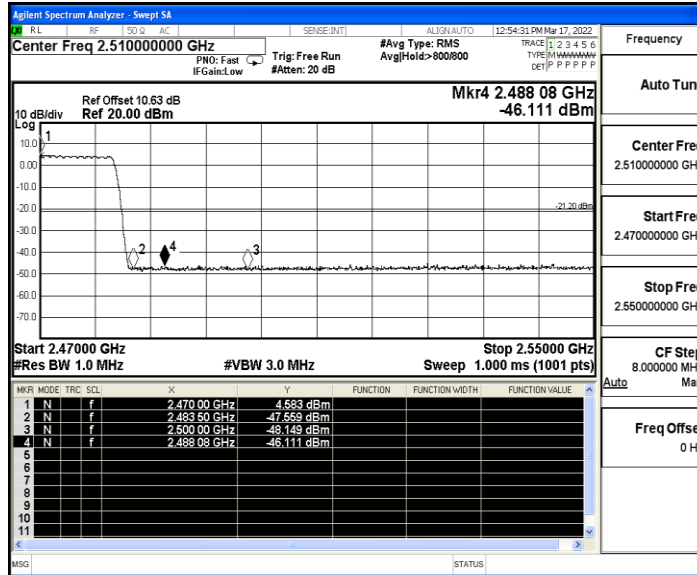 Agilent Spectrum Analyzer - Swept SA
RL RF 50 Ω AC SENSE:INT ALIGN AUTO 12:54:31 PM Mar 17, 2022
Center Freq 2.510000000 GHz
PNO: Fast
IFGain:Low
Trig: Free Run
#Atten: 20 dB
#Avg Type: RMS
Avg|Hold:>800/800
TRACE 1 2 3 4 5 6
TYPE M
DET P P P P P P
Ref Offset 10.63 dB
10 dB/div Ref 20.00 dBm
Log
Mkr4 2.488 08 GHz
-46.111 dBm
10.0
0.00
-10.0
-20.0
-30.0
-40.0
-50.0
-60.0
-70.0
1
2
4
3
-21.20 dBm
Start 2.47000 GHz Stop 2.55000 GHz
#Res BW 1.0 MHz #VBW 3.0 MHz Sweep 1.000 ms (1001 pts)
MKR MODE TRC SCL X Y FUNCTION FUNCTION WIDTH FUNCTION VALUE
1 N f 2.470 00 GHz 4.583 dBm
2 N f 2.483 50 GHz -47.559 dBm
3 N f 2.500 00 GHz -48.149 dBm
4 N f 2.488 08 GHz -46.111 dBm
5
6
7
8
9
10
11
MSG STATUS
Frequency
Auto Tun
Center Fre
2.510000000 GH
Start Fre
2.470000000 GH
Stop Fre
2.550000000 GH
CF Ste
8.000000 MH
Auto Ma
Freq Offse
0 H